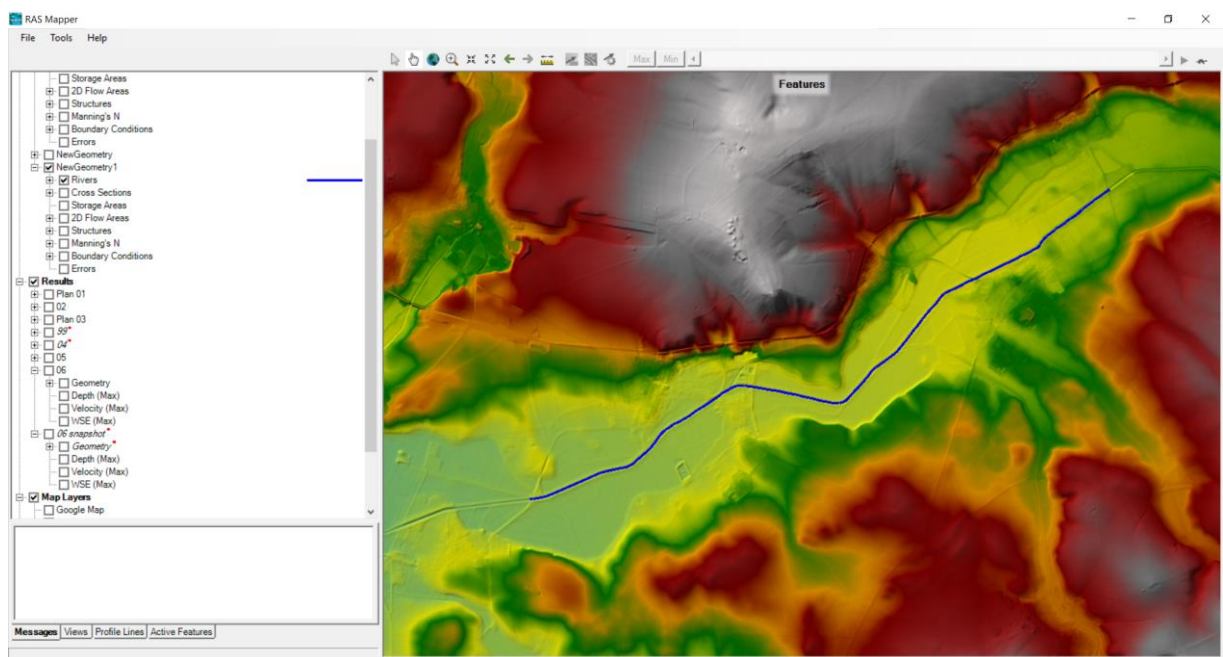 RAS Mapper
File Tools Help
Max Min
Features
Storage Areas
2D Flow Areas
Structures
Manning's N
Boundary Conditions
Errors
NewGeometry
NewGeometry1
Rivers
Cross Sections
Storage Areas
2D Flow Areas
Structures
Manning's N
Boundary Conditions
Errors
Results
Plan 01
02
Plan 03
99*
04*
05
06
Geometry
Depth (Max)
Velocity (Max)
WSE (Max)
06 snapshot*
Geometry*
Depth (Max)
Velocity (Max)
WSE (Max)
Map Layers
Google Map
Messages Views Profile Lines Active Features